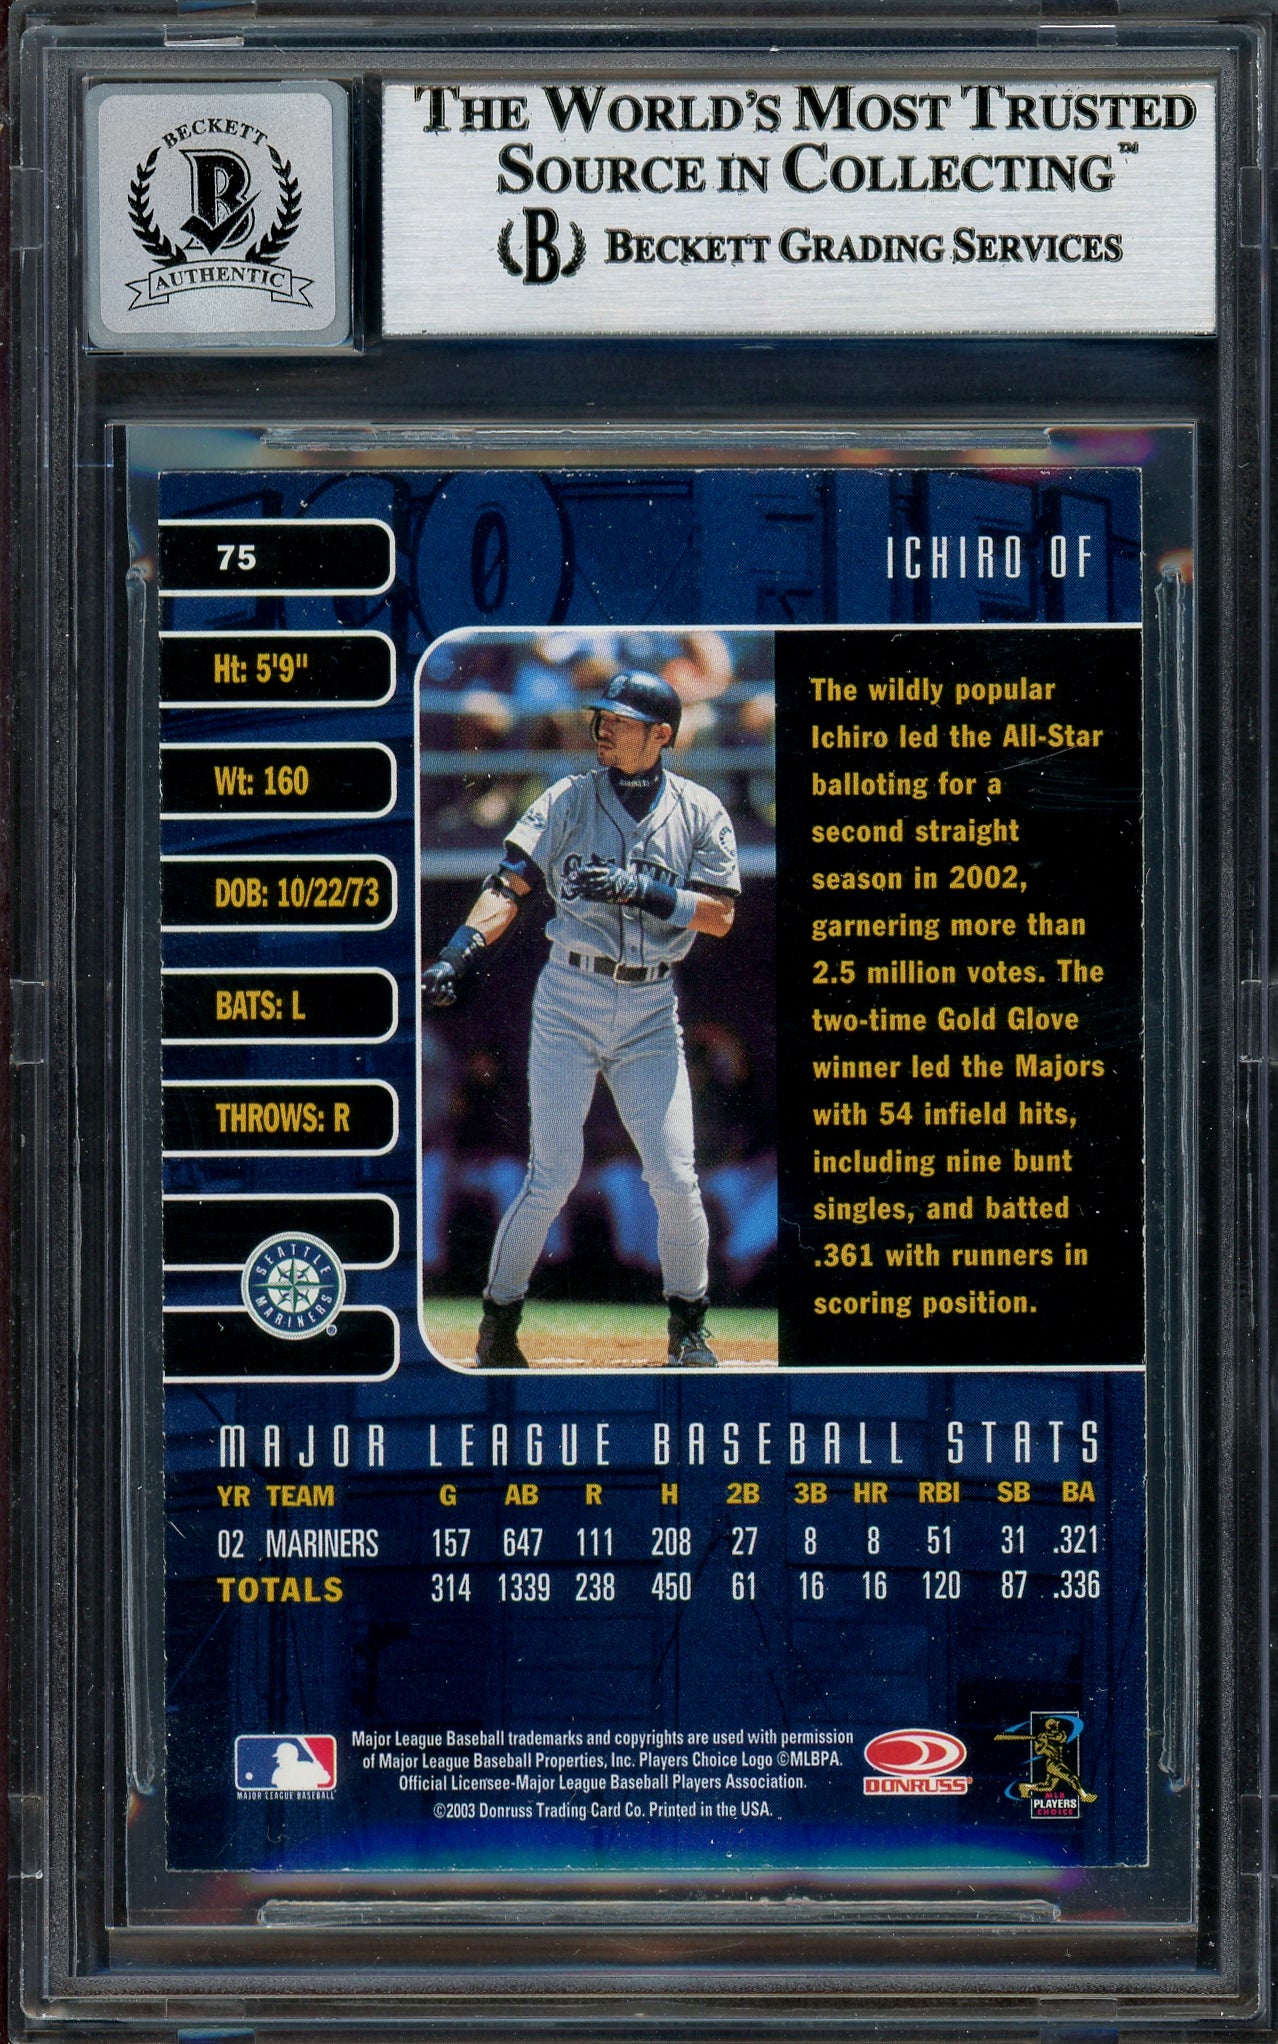 BECKETT
B
AUTHENTIC
THE WORLD'S MOST TRUSTED
SOURCE IN COLLECTING™
B BECKETT GRADING SERVICES
75
ICHIRO OF
Ht: 5'9"
Wt: 160
DOB: 10/22/73
BATS: L
THROWS: R
SEATTLE
MARINERS
®
The wildly popular
Ichiro led the All-Star
balloting for a
second straight
season in 2002,
garnering more than
2.5 million votes. The
two-time Gold Glove
winner led the Majors
with 54 infield hits,
including nine bunt
singles, and batted
.361 with runners in
scoring position.
MAJOR LEAGUE BASEBALL STATS
YR TEAM G AB R H 2B 3B HR RBI SB BA
02 MARINERS 157 647 111 208 27 8 8 51 31 .321
TOTALS 314 1339 238 450 61 16 16 120 87 .336
MAJOR LEAGUE BASEBALL
Major League Baseball trademarks and copyrights are used with permission
of Major League Baseball Properties, Inc. Players Choice Logo ©MLBPA.
Official Licensee-Major League Baseball Players Association.
©2003 Donruss Trading Card Co. Printed in the USA.
DONRUSS®
MLB
PLAYERS
CHOICE